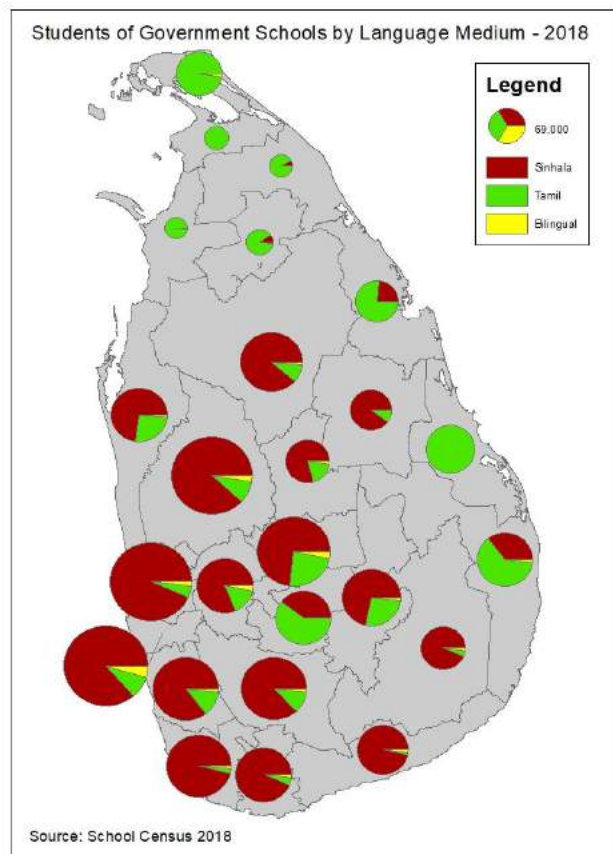 Students of Government Schools by Language Medium - 2018
Legend
69,000
Sinhala
Tamil
Bilingual
Source: School Census 2018